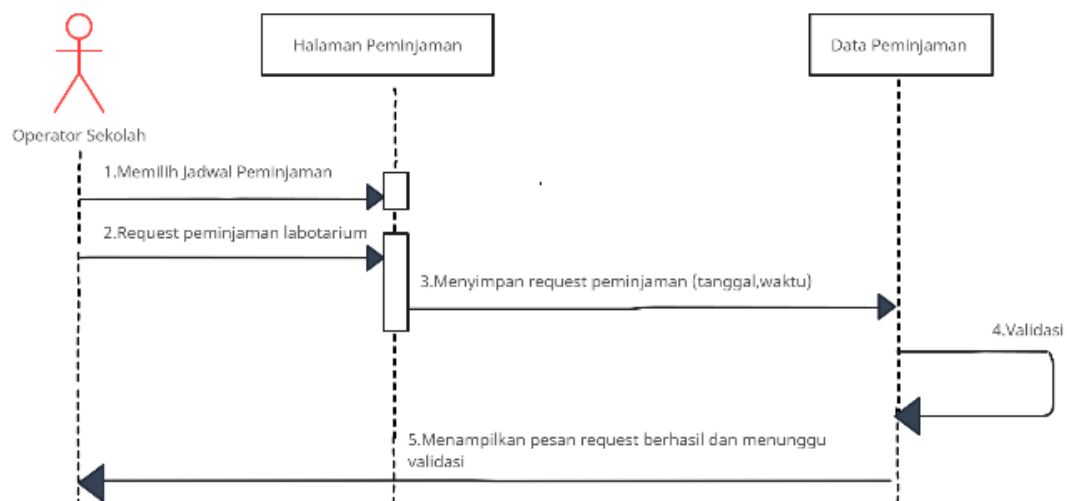 Halaman Peminjaman
Data Peminjaman
Operator Sekolah
1.Memilih Jadwal Peminjaman
2.Request peminjaman labotarium
3.Menyimpan request peminjaman (tanggal,waktu)
4.Validasi
5.Menampilkan pesan request berhasil dan menunggu
validasi